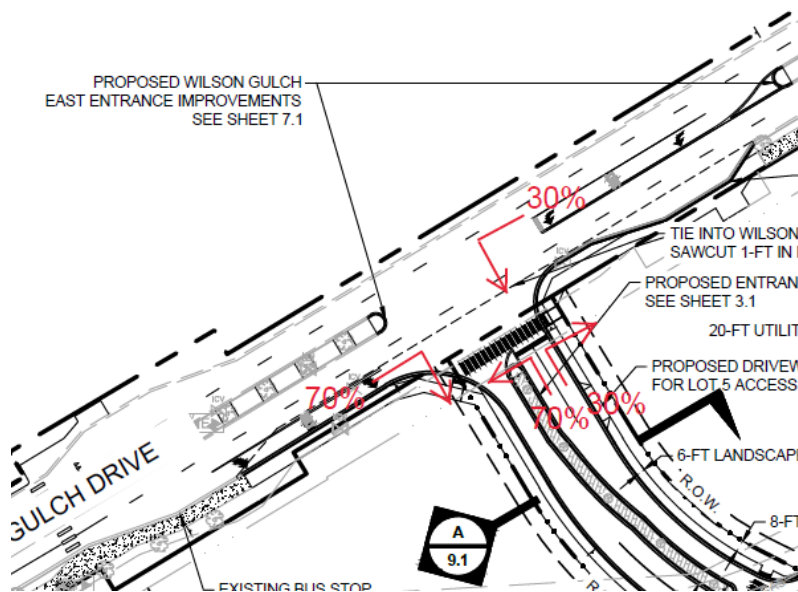 PROPOSED WILSON GULCH
EAST ENTRANCE IMPROVEMENTS
SEE SHEET 7.1
30%
TIE INTO WILSON
SAWCUT 1-FT IN
PROPOSED ENTRAN
SEE SHEET 3.1
20-FT UTILIT
PROPOSED DRIVEW
FOR LOT 5 ACCESS
70%
70%
30%
6-FT LANDSCAP
R.O.W.
GULCH DRIVE
8-FT
A
9.1
EXISTING BUS STOP
R.